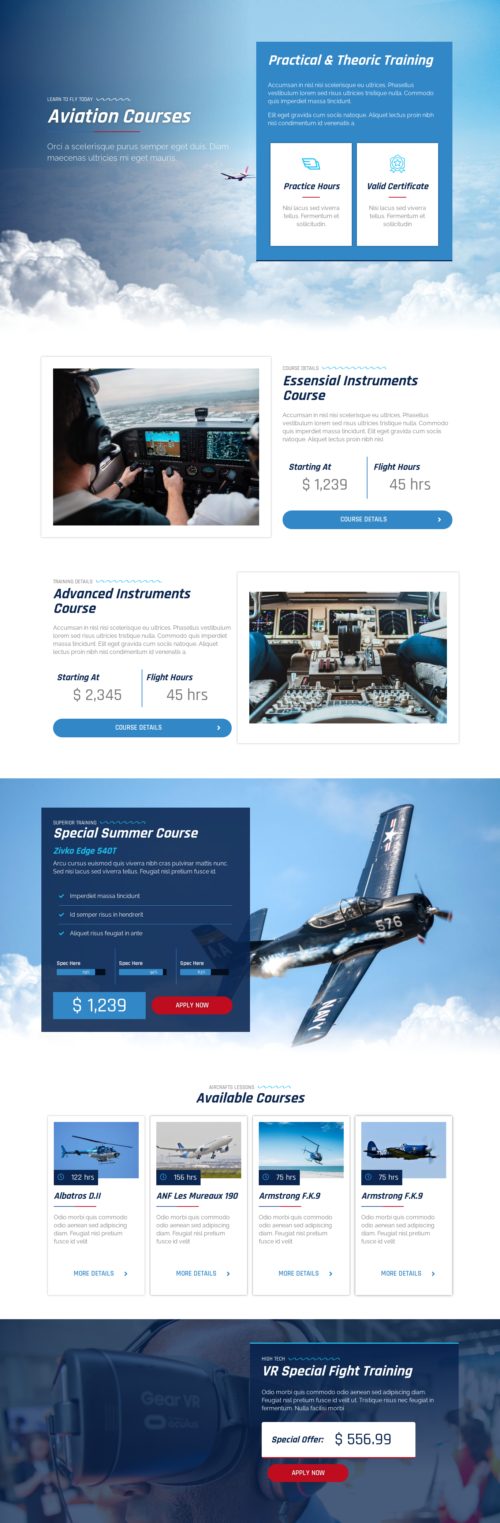 LEARN TO FLY TODAY
Aviation Courses
Orci a scelerisque purus semper eget duis. Diam
maecenas ultricies mi eget mauris.
Practical & Theoric Training
Accumsan in nisl nisi scelerisque eu ultrices. Phasellus
vestibulum lorem sed risus ultricies tristique nulla. Commodo
quis imperdiet massa tincidunt.
Elit eget gravida cum sociis natoque. Aliquet lectus proin nibh
nisl condimentum id venenatis a.
Practice Hours
Nisi lacus sed viverra
tellus. Fermentum et
sollicitudin.
Valid Certificate
Nisi lacus sed viverra
tellus. Fermentum et
sollicitudin
COURSE DETAILS
Essensial Instruments
Course
Accumsan in nisl nisi scelerisque eu ultrices. Phasellus
vestibulum lorem sed risus ultricies tristique nulla. Commodo
quis imperdiet massa tincidunt. Elit eget gravida cum sociis
natoque. Aliquet lectus proin nibh nisl
Starting At
$ 1,239
Flight Hours
45 hrs
COURSE DETAILS
TRAINING DETAILS
Advanced Instruments
Course
Accumsan in nisl nisi scelerisque eu ultrices. Phasellus vestibulum
lorem sed risus ultricies tristique nulla. Commodo quis imperdiet
massa tincidunt. Elit eget gravida cum sociis natoque. Aliquet
lectus proin nibh nisl condimentum id venenatis a.
Starting At
$ 2,345
Flight Hours
45 hrs
COURSE DETAILS
SUPERIOR TRAINING
Special Summer Course
Zivko Edge 540T
Arcu cursus euismod quis viverra nibh cras pulvinar mattis nunc.
Sed nisi lacus sed viverra tellus. Feugiat nisl pretium fusce id.
Imperdiet massa tincidunt
Id semper risus in hendrerit
Aliquet risus feugiat in ante
Spec Here
Spec Here
Spec Here
$ 1,239
APPLY NOW
576
NAVY
AIRCRAFTS LESSONS
Available Courses
122 hrs
Albatros D.II
Odio morbi quis commodo
odio aenean sed adipiscing
diam. Feugiat nisl pretium
fusce id velit
MORE DETAILS
156 hrs
ANF Les Mureaux 190
Odio morbi quis commodo
odio aenean sed adipiscing
diam. Feugiat nisl pretium
fusce id velit
MORE DETAILS
75 hrs
Armstrong F.K.9
Odio morbi quis commodo
odio aenean sed adipiscing
diam. Feugiat nisl pretium
fusce id velit
MORE DETAILS
75 hrs
Armstrong F.K.9
Odio morbi quis commodo
odio aenean sed adipiscing
diam. Feugiat nisl pretium
fusce id velit
MORE DETAILS
Gear VR
oculus
HIGH TECH
VR Special Fight Training
Odio morbi quis commodo odio aenean sed adipiscing diam.
Feugiat nisl pretium fusce id velit ut. Tristique risus nec feugiat in
fermentum. Nulla facilisi morbi
Special Offer:
$ 556.99
APPLY NOW